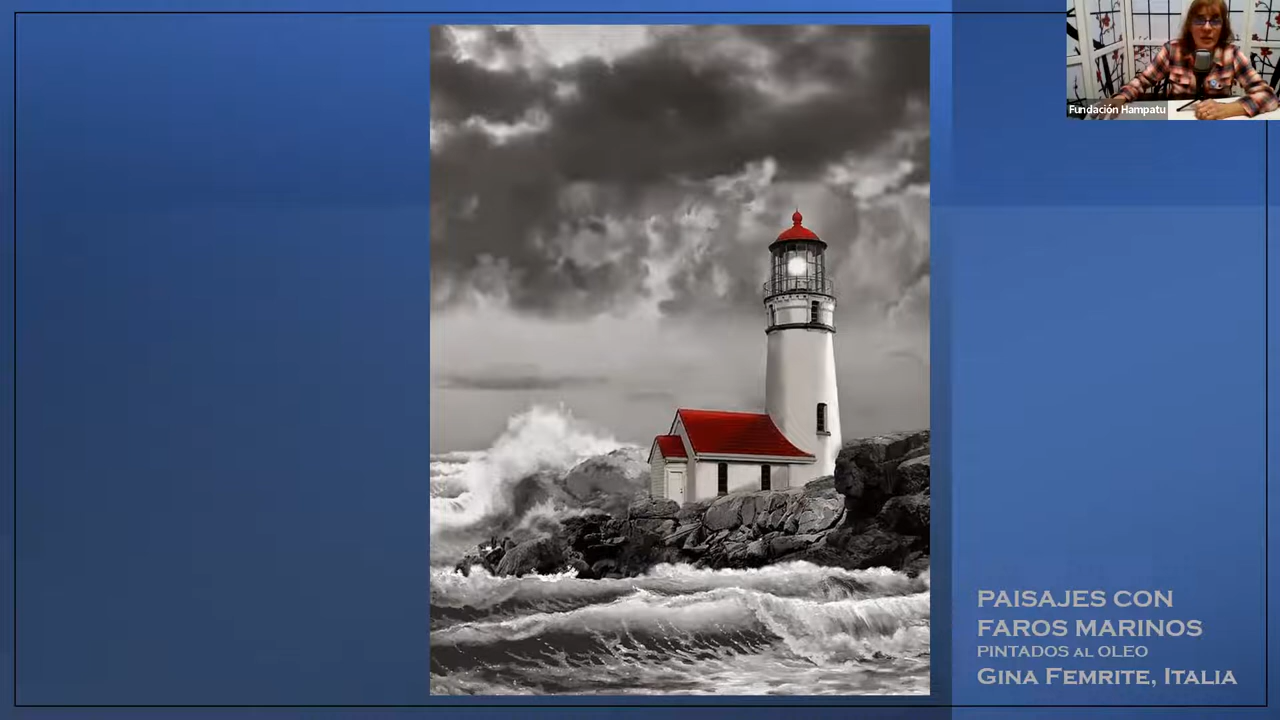 Fundación Hampatu
PAISAJES CON
FAROS MARINOS
PINTADOS AL OLEO
GINA FEMRITE, ITALIA